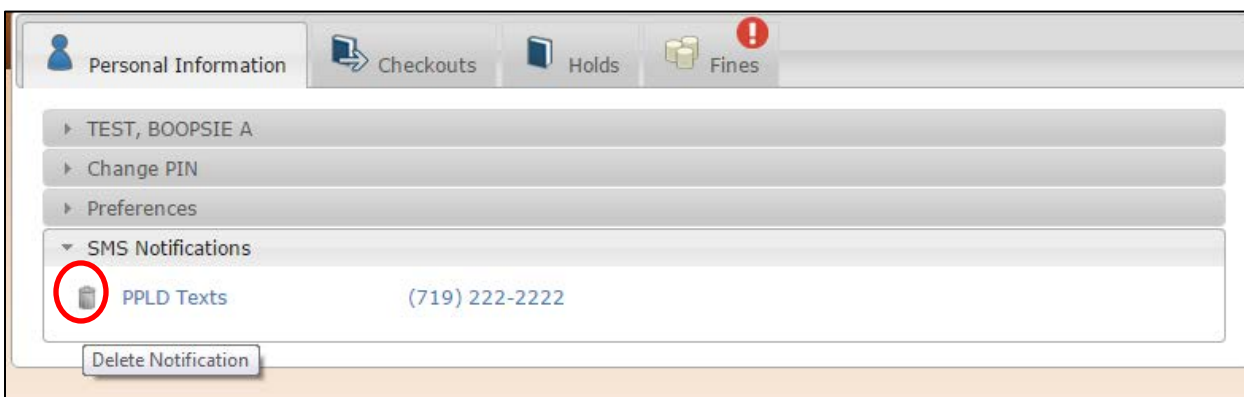 Personal Information Checkouts Holds Fines
TEST, BOOPSIE A
Change PIN
Preferences
SMS Notifications
PPLD Texts (719) 222-2222
Delete Notification